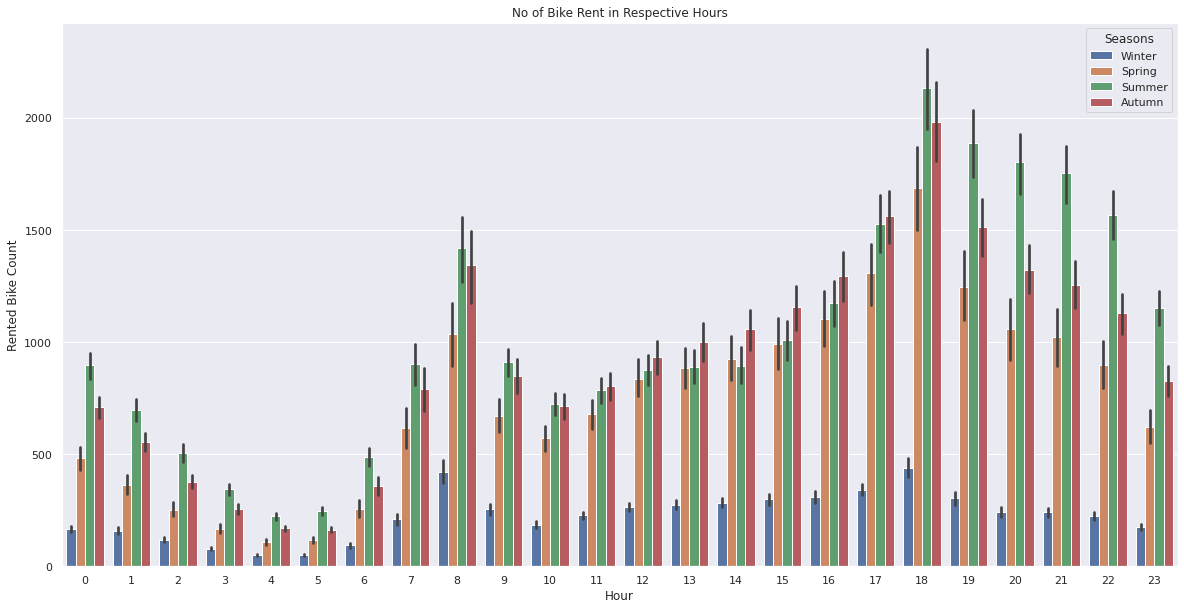 No of Bike Rent in Respective Hours
Seasons
Winter
Spring
Summer
Autumn
2000
1500
1000
500
0
Rented Bike Count
0 1 2 3 4 5 6 7 8 9 10 11 12 13 14 15 16 17 18 19 20 21 22 23
Hour